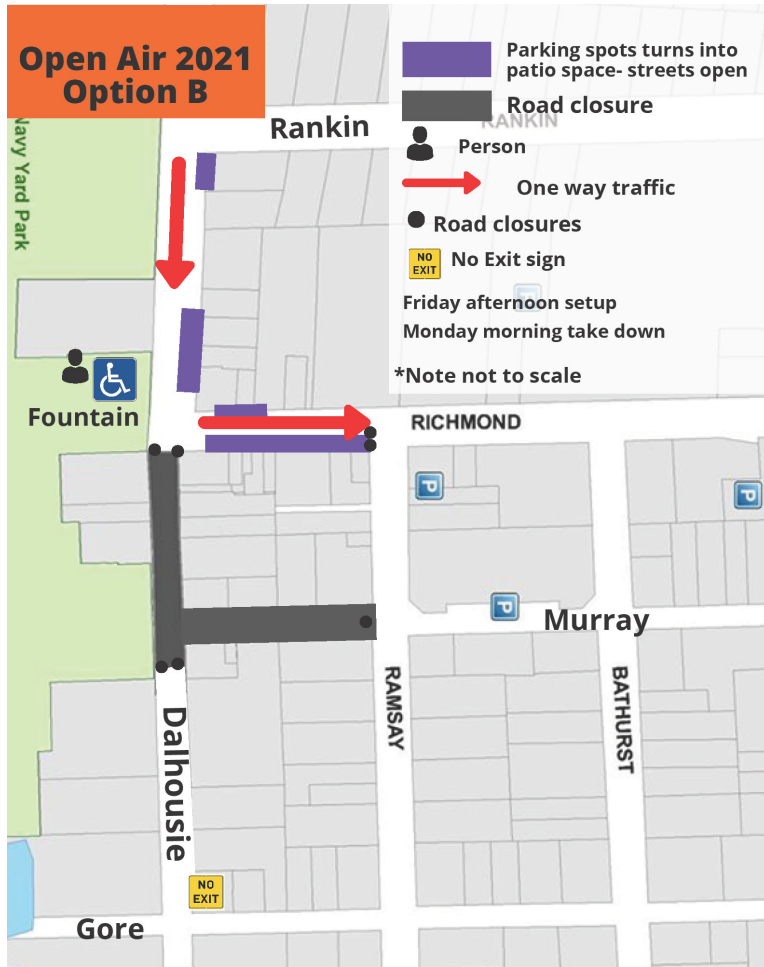 Open Air 2021
Option B
Parking spots turns into
patio space- streets open
Road closure
Rankin
RANKIN
Person
One way traffic
Road closures
NO
EXIT
No Exit sign
Friday afternoon setup
Monday morning take down
*Note not to scale
Navy Yard Park
P
Fountain
RICHMOND
P
P
P
Murray
RAMSAY
BATHURST
Dalhousie
NO
EXIT
Gore